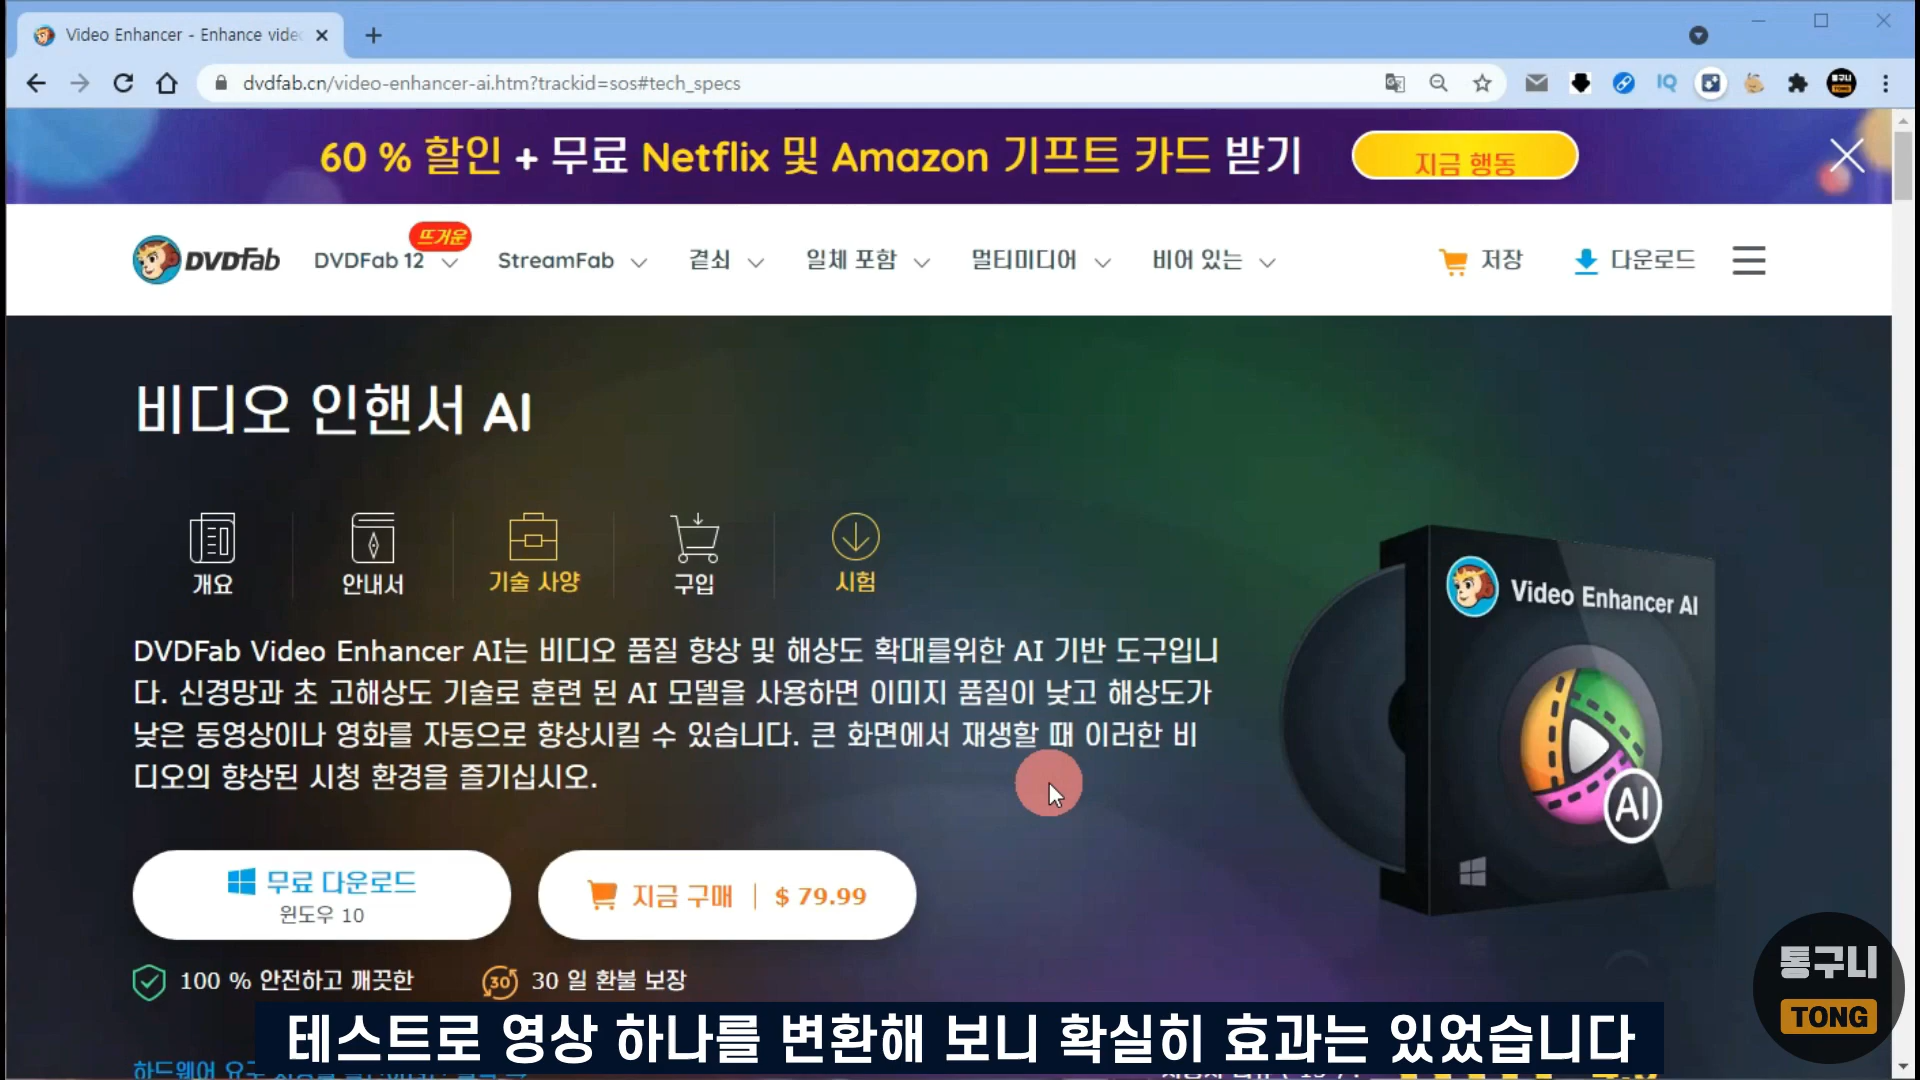 Video Enhancer - Enhance vide
dvdfab.cn/video-enhancer-ai.htm?trackid=sos#tech_specs
IQ
60 % 할인 + 무료 Netflix 및 Amazon 기프트 카드 받기
지금 행동
DVDFab
DVDFab 12
뜨거운
StreamFab
곁쇠
일체 포함
멀티미디어
비어 있는
저장
다운로드
비디오 인핸서 AI
개요
안내서
기술 사양
구입
시험
DVDFab Video Enhancer AI는 비디오 품질 향상 및 해상도 확대를위한 AI 기반 도구입니
다. 신경망과 초 고해상도 기술로 훈련 된 AI 모델을 사용하면 이미지 품질이 낮고 해상도가
낮은 동영상이나 영화를 자동으로 향상시킬 수 있습니다. 큰 화면에서 재생할 때 이러한 비
디오의 향상된 시청 환경을 즐기십시오.
Video Enhancer AI
AI
무료 다운로드
윈도우 10
지금 구매 | $ 79.99
100 % 안전하고 깨끗한
30
30 일 환불 보장
통구니
TONG
테스트로 영상 하나를 변환해 보니 확실히 효과는 있었습니다
하드웨어